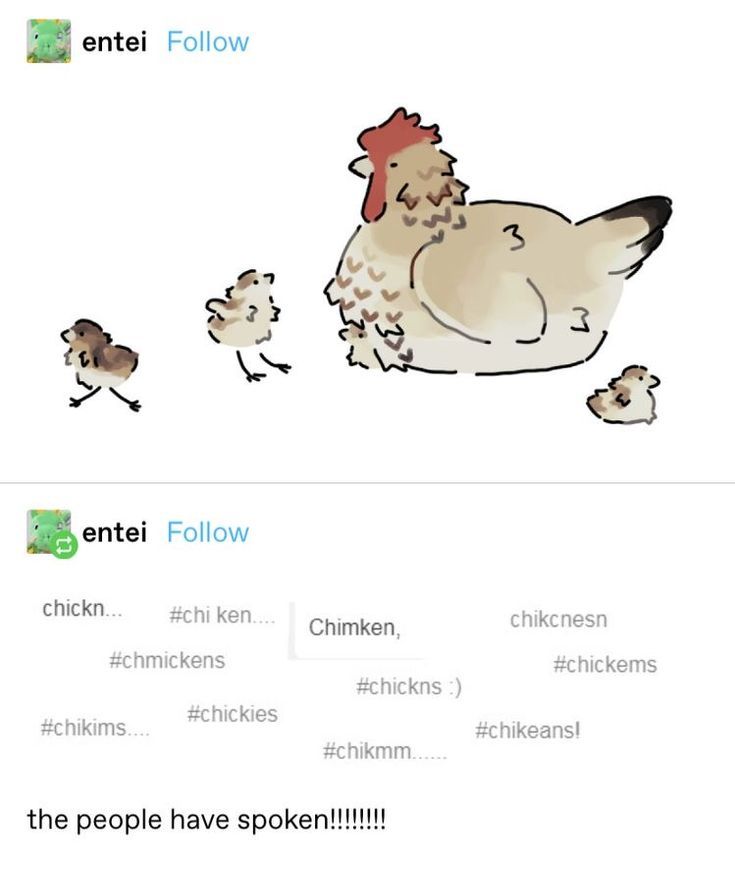 entei Follow
entei Follow
chickn...
#chi ken....
Chimken,
chikcnesn
#chmickens
#chickems
#chickns :)
#chickies
#chikims....
#chikeans!
#chikmm......
the people have spoken!!!!!!!!